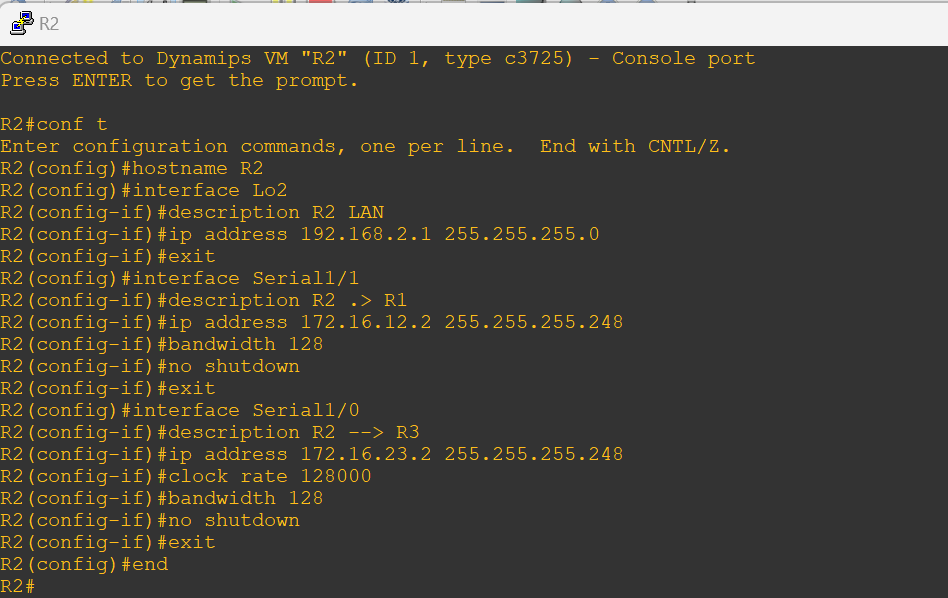 R2
Connected to Dynamips VM "R2" (ID 1, type c3725) - Console port
Press ENTER to get the prompt.
R2#conf t
Enter configuration commands, one per line.  End with CNTL/Z.
R2(config)#hostname R2
R2(config)#interface Lo2
R2(config-if)#description R2 LAN
R2(config-if)#ip address 192.168.2.1 255.255.255.0
R2(config-if)#exit
R2(config)#interface Serial1/1
R2(config-if)#description R2 .> R1
R2(config-if)#ip address 172.16.12.2 255.255.255.248
R2(config-if)#bandwidth 128
R2(config-if)#no shutdown
R2(config-if)#exit
R2(config)#interface Serial1/0
R2(config-if)#description R2 --> R3
R2(config-if)#ip address 172.16.23.2 255.255.255.248
R2(config-if)#clock rate 128000
R2(config-if)#bandwidth 128
R2(config-if)#no shutdown
R2(config-if)#exit
R2(config)#end
R2#